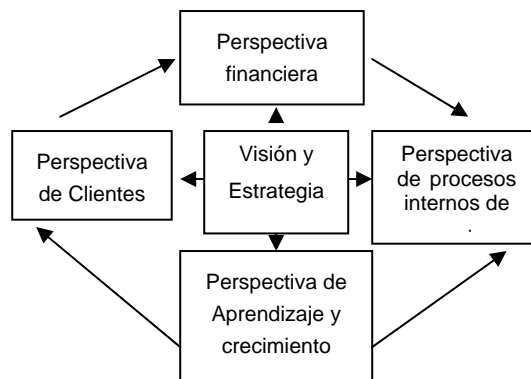 Perspectiva
financiera
Perspectiva
de Clientes
Visión y
Estrategia
Perspectiva
de procesos
internos de
.
Perspectiva de
Aprendizaje y
crecimiento